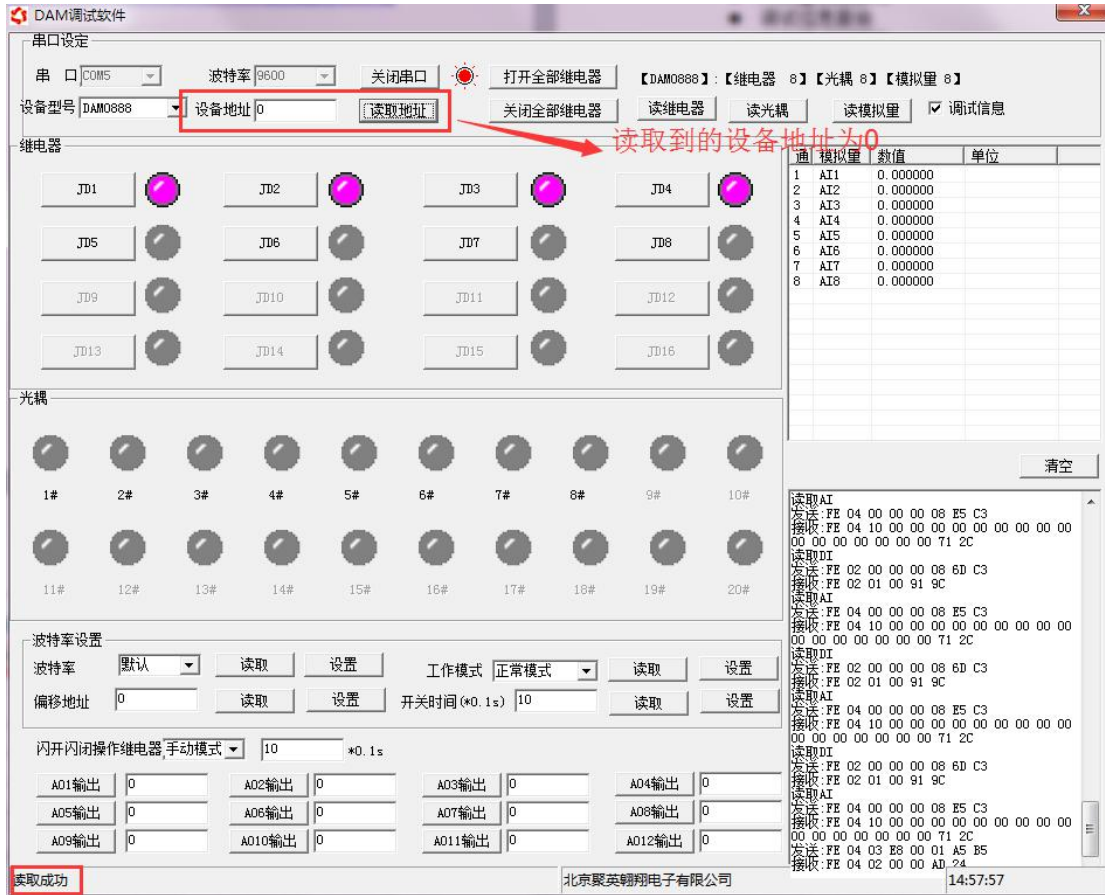 DAM调试软件
串口设定
串 口 COM5 波特率 9600 关闭串口 打开全部继电器 【DAM0888】:【继电器 8】【光耦 8】【模拟量 8】
设备型号 DAM0888 设备地址 0 读取地址 关闭全部继电器 读继电器 读光耦 读模拟量 调试信息
读取到的设备地址为0
继电器
JD1 JD2 JD3 JD4
JD5 JD6 JD7 JD8
JD9 JD10 JD11 JD12
JD13 JD14 JD15 JD16
通 模拟量 数值 单位
1 AI1 0.000000
2 AI2 0.000000
3 AI3 0.000000
4 AI4 0.000000
5 AI5 0.000000
6 AI6 0.000000
7 AI7 0.000000
8 AI8 0.000000
光耦
1# 2# 3# 4# 5# 6# 7# 8# 9# 10#
11# 12# 13# 14# 15# 16# 17# 18# 19# 20#
清空
读取AI
发送:FE 04 00 00 00 08 E5 C3
接收:FE 04 10 00 00 00 00 00 00 00 00 00
00 00 00 00 00 00 00 71 2C
读取DI
发送:FE 02 00 00 00 08 6D C3
接收:FE 02 01 00 91 9C
读取AI
发送:FE 04 00 00 00 08 E5 C3
接收:FE 04 10 00 00 00 00 00 00 00 00 00
00 00 00 00 00 00 00 71 2C
读取DI
发送:FE 02 00 00 00 08 6D C3
接收:FE 02 01 00 91 9C
读取AI
发送:FE 04 00 00 00 08 E5 C3
接收:FE 04 10 00 00 00 00 00 00 00 00 00
00 00 00 00 00 00 00 71 2C
读取DI
发送:FE 02 00 00 00 08 6D C3
接收:FE 02 01 00 91 9C
读取AI
发送:FE 04 00 00 00 08 E5 C3
接收:FE 04 10 00 00 00 00 00 00 00 00 00
00 00 00 00 00 00 00 71 2C
发送:FE 04 03 E8 00 01 A5 B5
接收:FE 04 02 00 00 AD 24
波特率设置
波特率 默认 读取 设置 工作模式 正常模式 读取 设置
偏移地址 0 读取 设置 开关时间(*0.1s) 10 读取 设置
闪开闪闭操作继电器 手动模式 10 *0.1s
AO1输出 0 AO2输出 0 AO3输出 0 AO4输出 0
AO5输出 0 AO6输出 0 AO7输出 0 AO8输出 0
AO9输出 0 AO10输出 0 AO11输出 0 AO12输出 0
读取成功 北京聚英翱翔电子有限公司 14:57:57